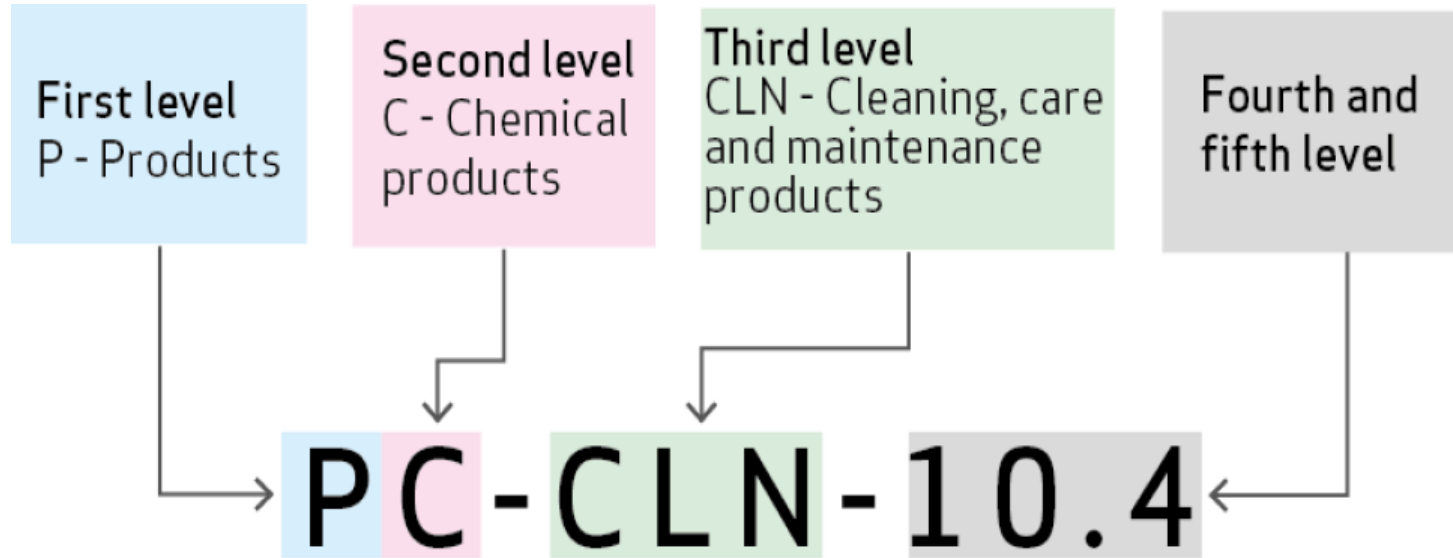 First level
P - Products
Second level
C - Chemical
products
Third level
CLN - Cleaning, care
and maintenance
products
Fourth and
fifth level
PC-CLN-10.4